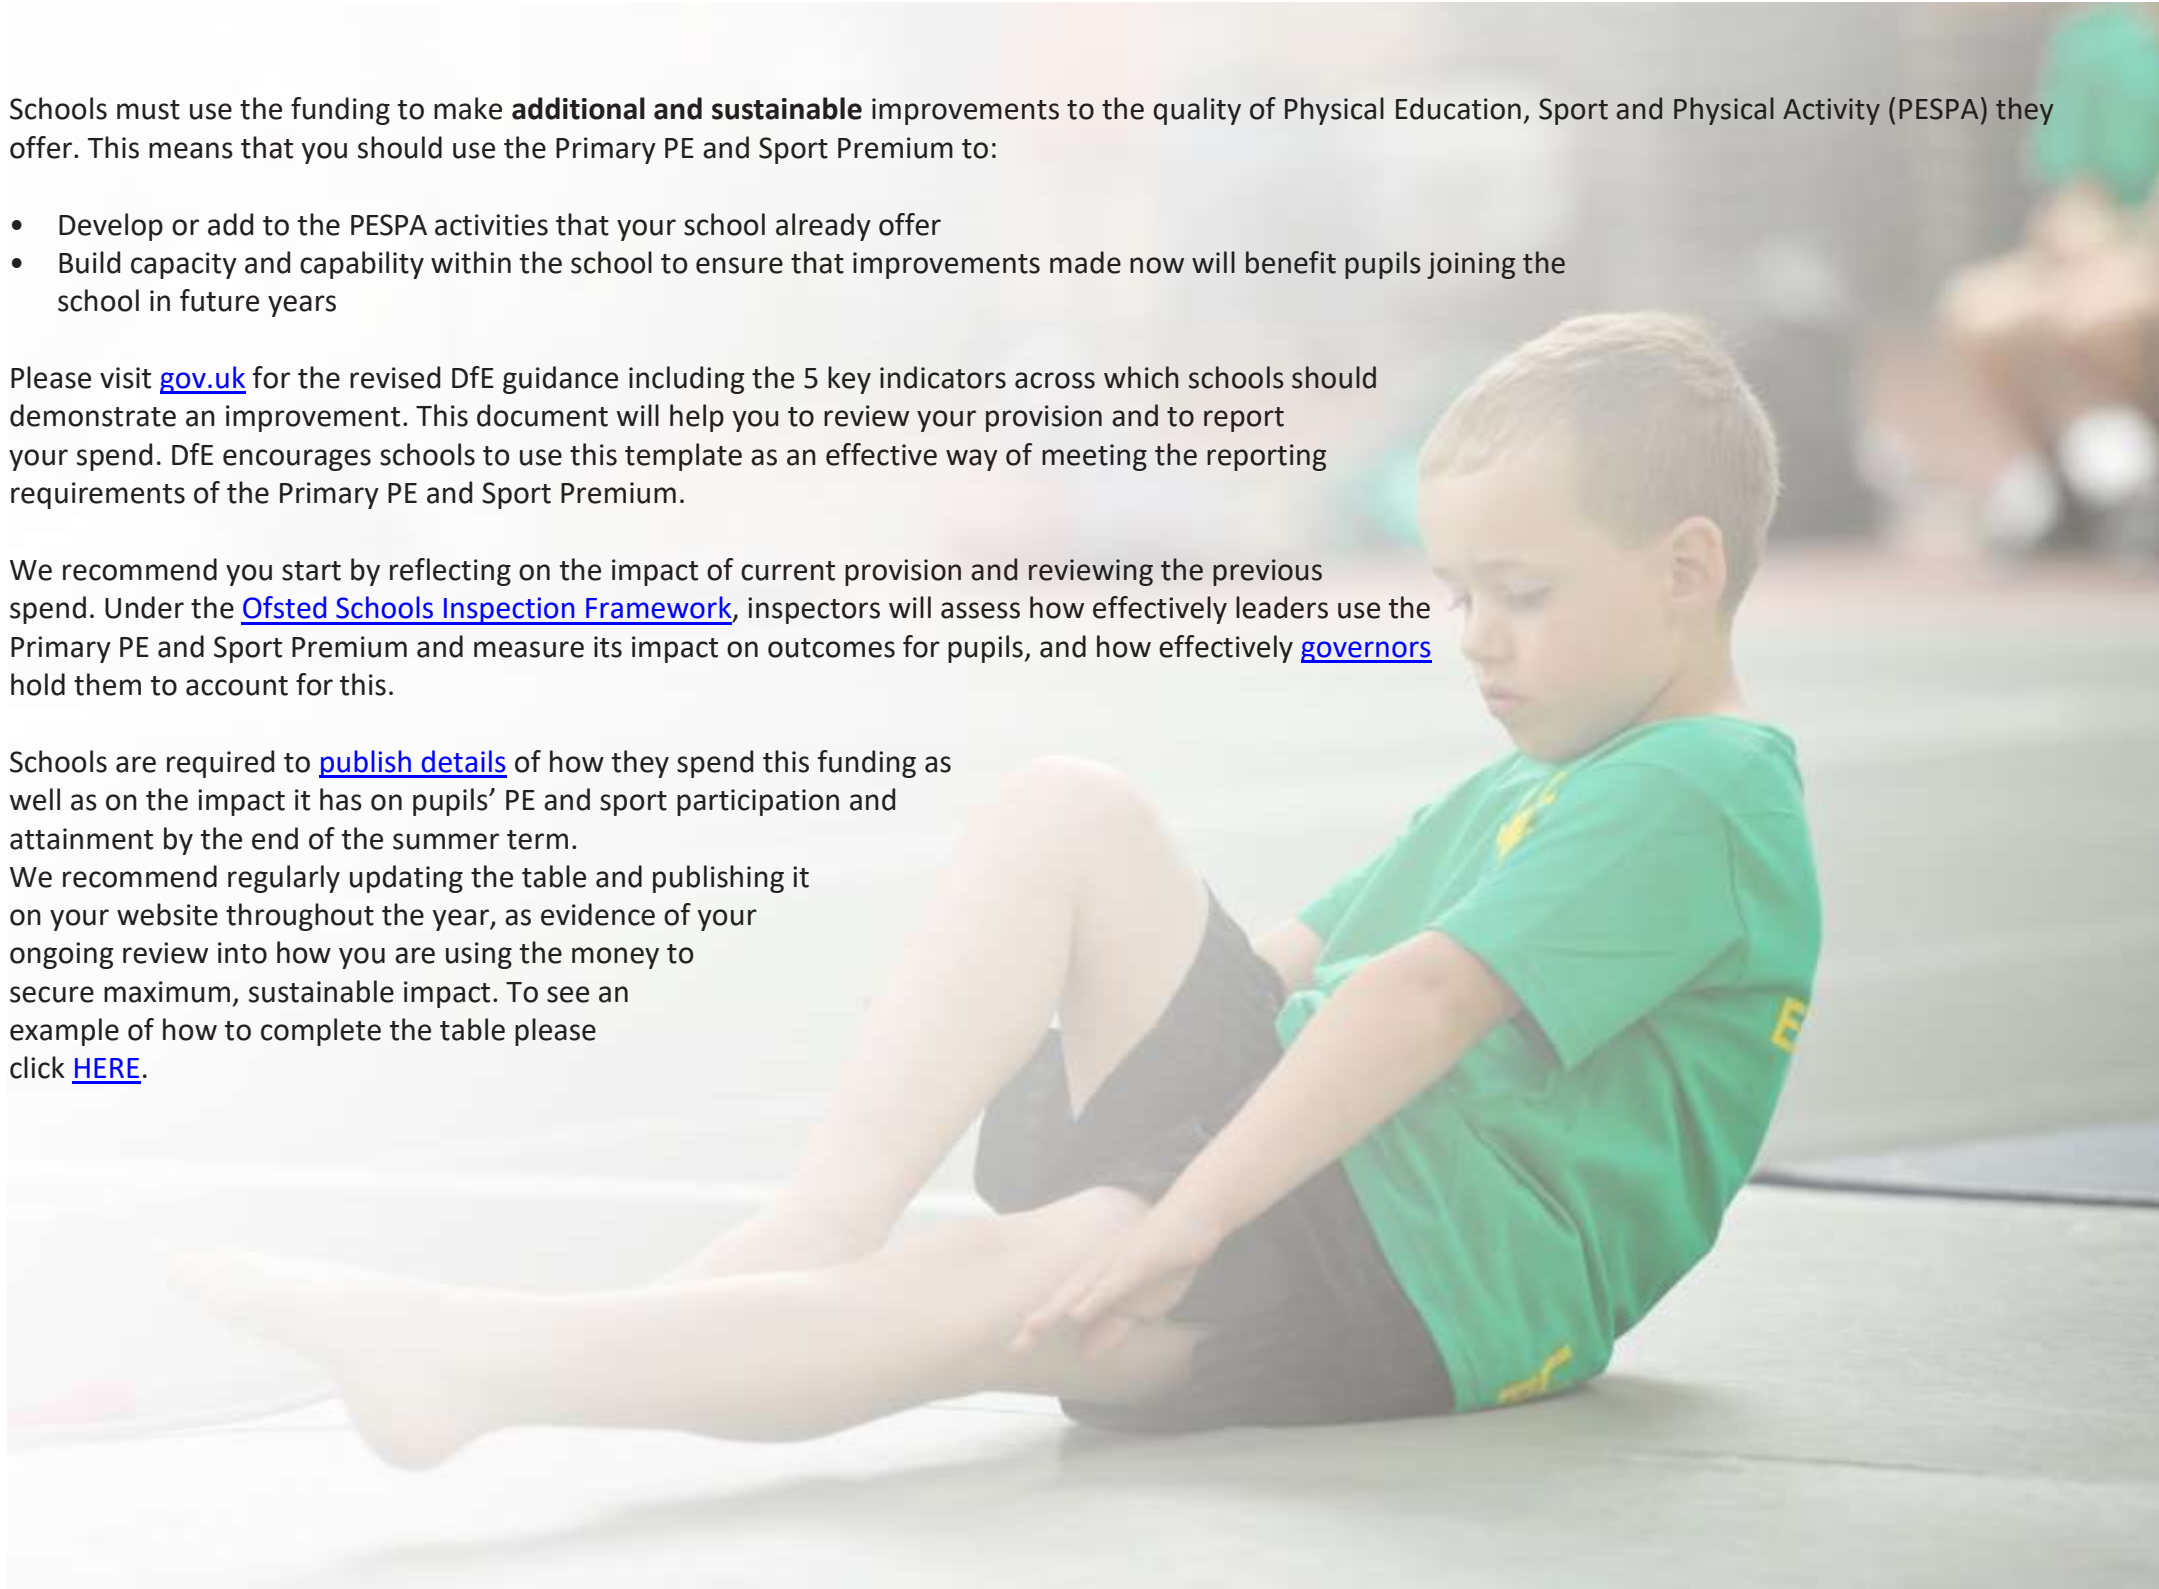 Schools must use the funding to make additional and sustainable improvements to the quality of Physical Education, Sport and Physical Activity (PESPA) they
offer. This means that you should use the Primary PE and Sport Premium to:
• Develop or add to the PESPA activities that your school already offer
• Build capacity and capability within the school to ensure that improvements made now will benefit pupils joining the
school in future years
Please visit gov.uk for the revised DfE guidance including the 5 key indicators across which schools should
demonstrate an improvement. This document will help you to review your provision and to report
your spend. DfE encourages schools to use this template as an effective way of meeting the reporting
requirements of the Primary PE and Sport Premium.
We recommend you start by reflecting on the impact of current provision and reviewing the previous
spend. Under the Ofsted Schools Inspection Framework, inspectors will assess how effectively leaders use the
Primary PE and Sport Premium and measure its impact on outcomes for pupils, and how effectively governors
hold them to account for this.
Schools are required to publish details of how they spend this funding as
well as on the impact it has on pupils’ PE and sport participation and
attainment by the end of the summer term.
We recommend regularly updating the table and publishing it
on your website throughout the year, as evidence of your
ongoing review into how you are using the money to
secure maximum, sustainable impact. To see an
example of how to complete the table please
click HERE.